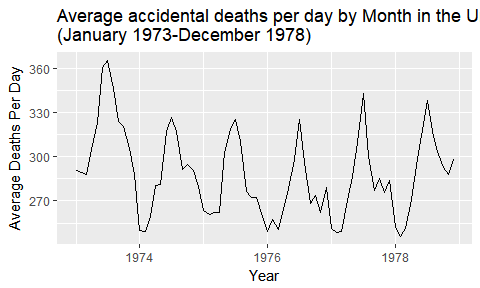 Average accidental deaths per day by Month in the U
(January 1973-December 1978)
Average Deaths Per Day
360
330
300
270
1974
1976
1978
Year